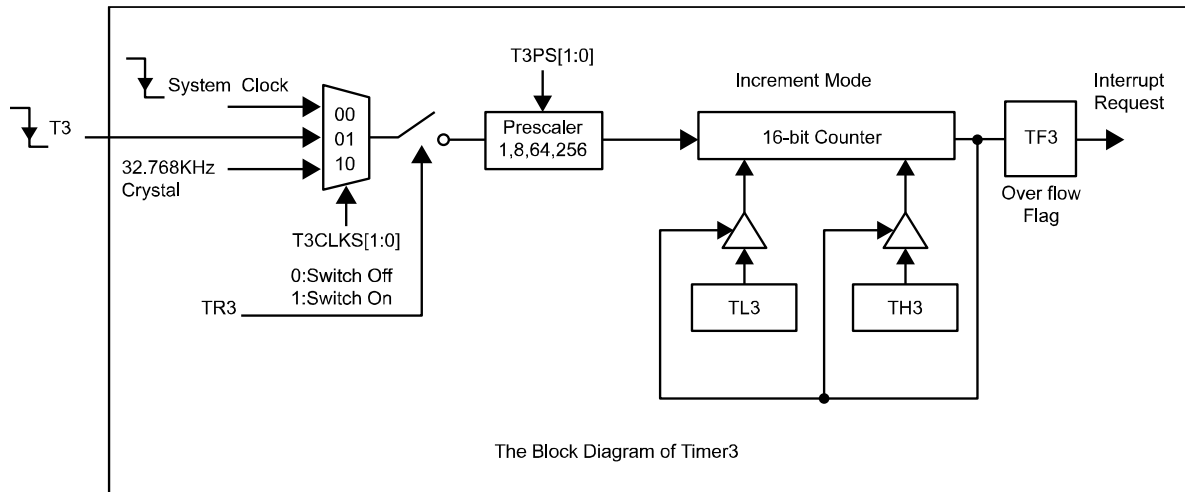 T3PS[1:0]
Increment Mode
Interrupt
Request
System Clock
T3
00
01
10
Prescaler
1,8,64,256
16-bit Counter
TF3
32.768KHz
Crystal
Over flow
Flag
T3CLKS[1:0]
0:Switch Off
1:Switch On
TR3
TL3
TH3
The Block Diagram of Timer3